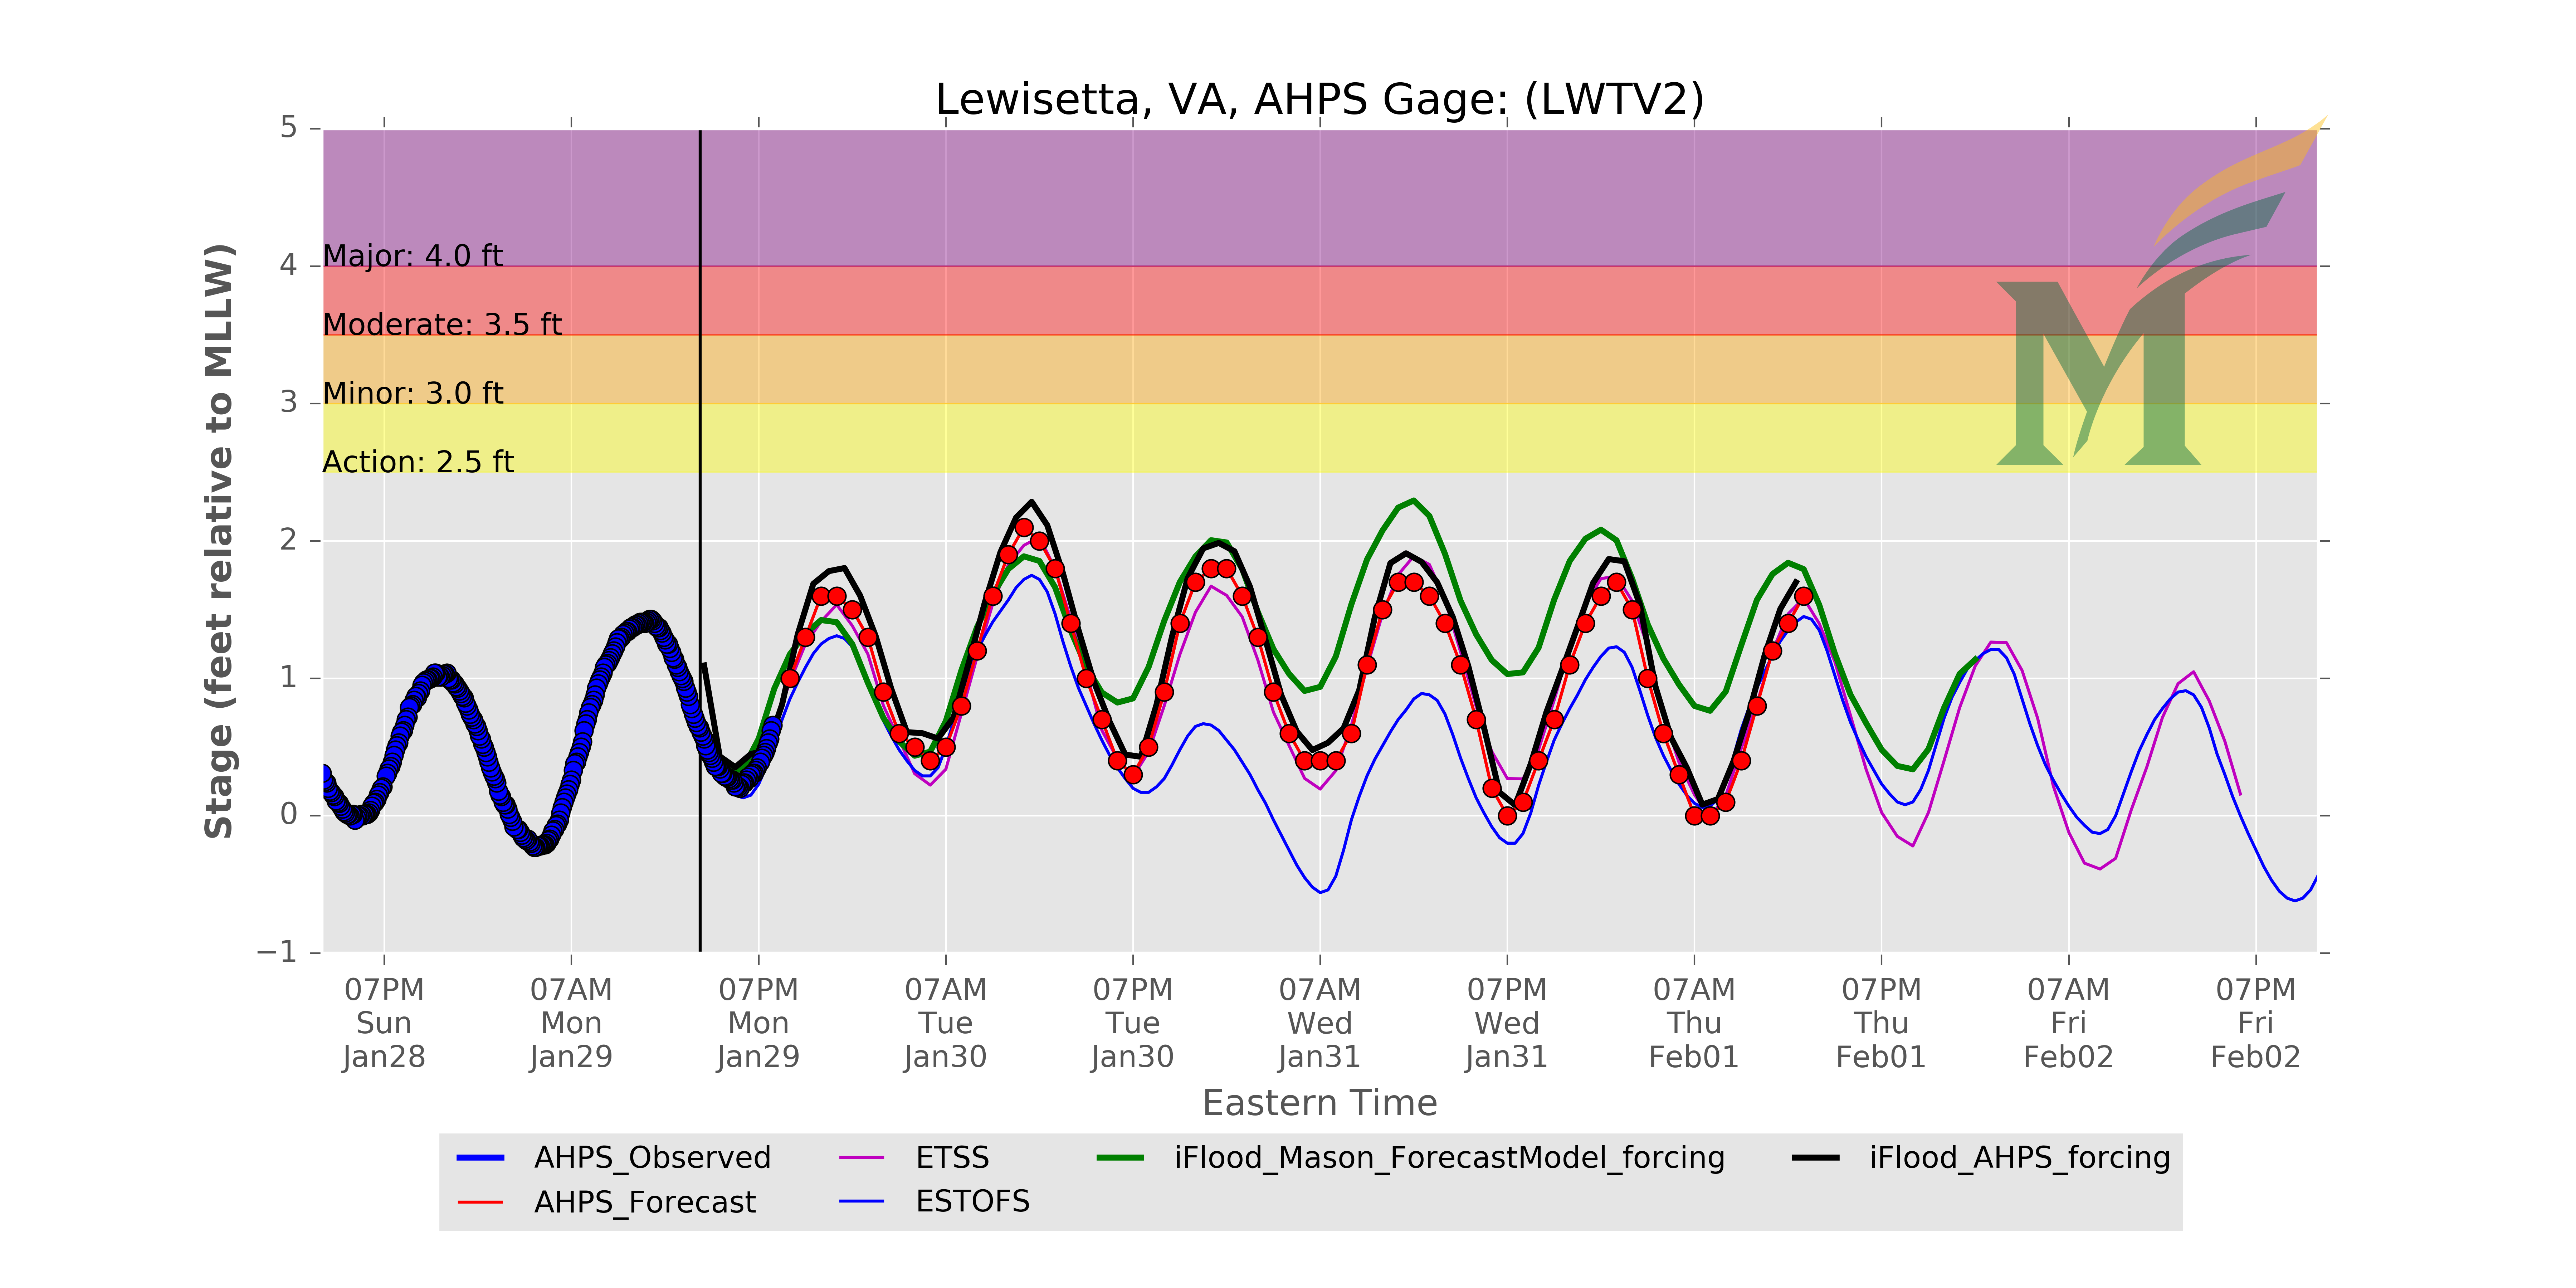 Lewisetta, VA, AHPS Gage: (LWTV2)
5
Major: 4.0 ft
4
Moderate: 3.5 ft
Minor: 3.0 ft
3
Action: 2.5 ft
2
1
0
−1
Stage (feet relative to MLLW)
07PM 07AM 07PM 07AM 07PM 07AM 07PM 07AM 07PM 07AM 07PM
Sun Mon Mon Tue Tue Wed Wed Thu Thu Fri Fri
Jan28 Jan29 Jan29 Jan30 Jan30 Jan31 Jan31 Feb01 Feb01 Feb02 Feb02
Eastern Time
AHPS_Observed ETSS iFlood_Mason_ForecastModel_forcing iFlood_AHPS_forcing
AHPS_Forecast ESTOFS
M